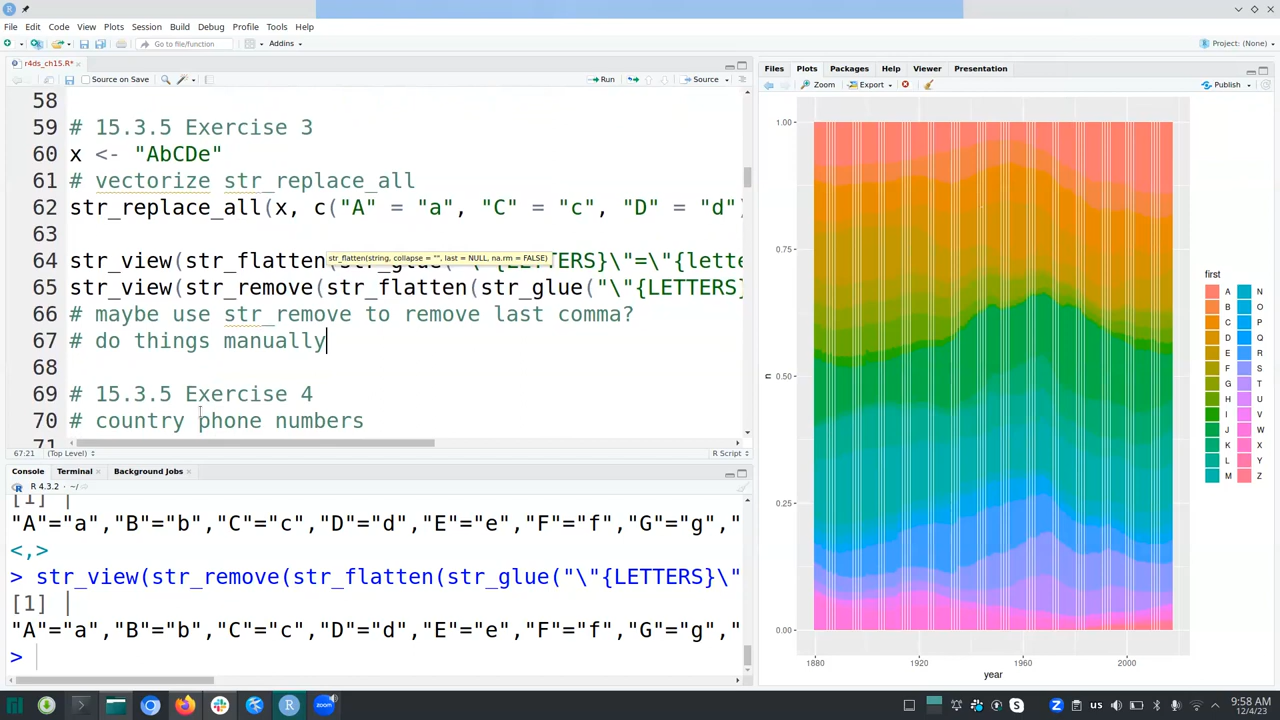 R
File Edit Code View Plots Session Build Debug Profile Tools Help
Go to file/function Addins Project: (None)
r4ds_ch15.R*
Source on Save Run Source
58
59 # 15.3.5 Exercise 3
60 x <- "AbCDe"
61 # vectorize str_replace_all
62 str_replace_all(x, c("A" = "a", "C" = "c", "D" = "d")
63
str_flatten(string, collapse = "", last = NULL, na.rm = FALSE)
64 str_view(str_flatten(str_glue("\"{LETTERS}\"=\"{lette
65 str_view(str_remove(str_flatten(str_glue("\"{LETTERS}
66 # maybe use str_remove to remove last comma?
67 # do things manually
68
69 # 15.3.5 Exercise 4
70 # country phone numbers
71
67:21 (Top Level) R Script
Console Terminal Background Jobs
R 4.3.2 · ~/
[1] |
"A"="a","B"="b","C"="c","D"="d","E"="e","F"="f","G"="g","
<,>
> str_view(str_remove(str_flatten(str_glue("\"{LETTERS}\"
[1] |
"A"="a","B"="b","C"="c","D"="d","E"="e","F"="f","G"="g","
>
Files Plots Packages Help Viewer Presentation
Zoom Export Publish
1.00
0.75
n
0.50
0.25
0.00
1880 1920 1960 2000
year
first
A N
B O
C P
D Q
E R
F S
G T
H U
I V
J W
K X
L Y
M Z
zoom
us
9:58 AM
12/4/23